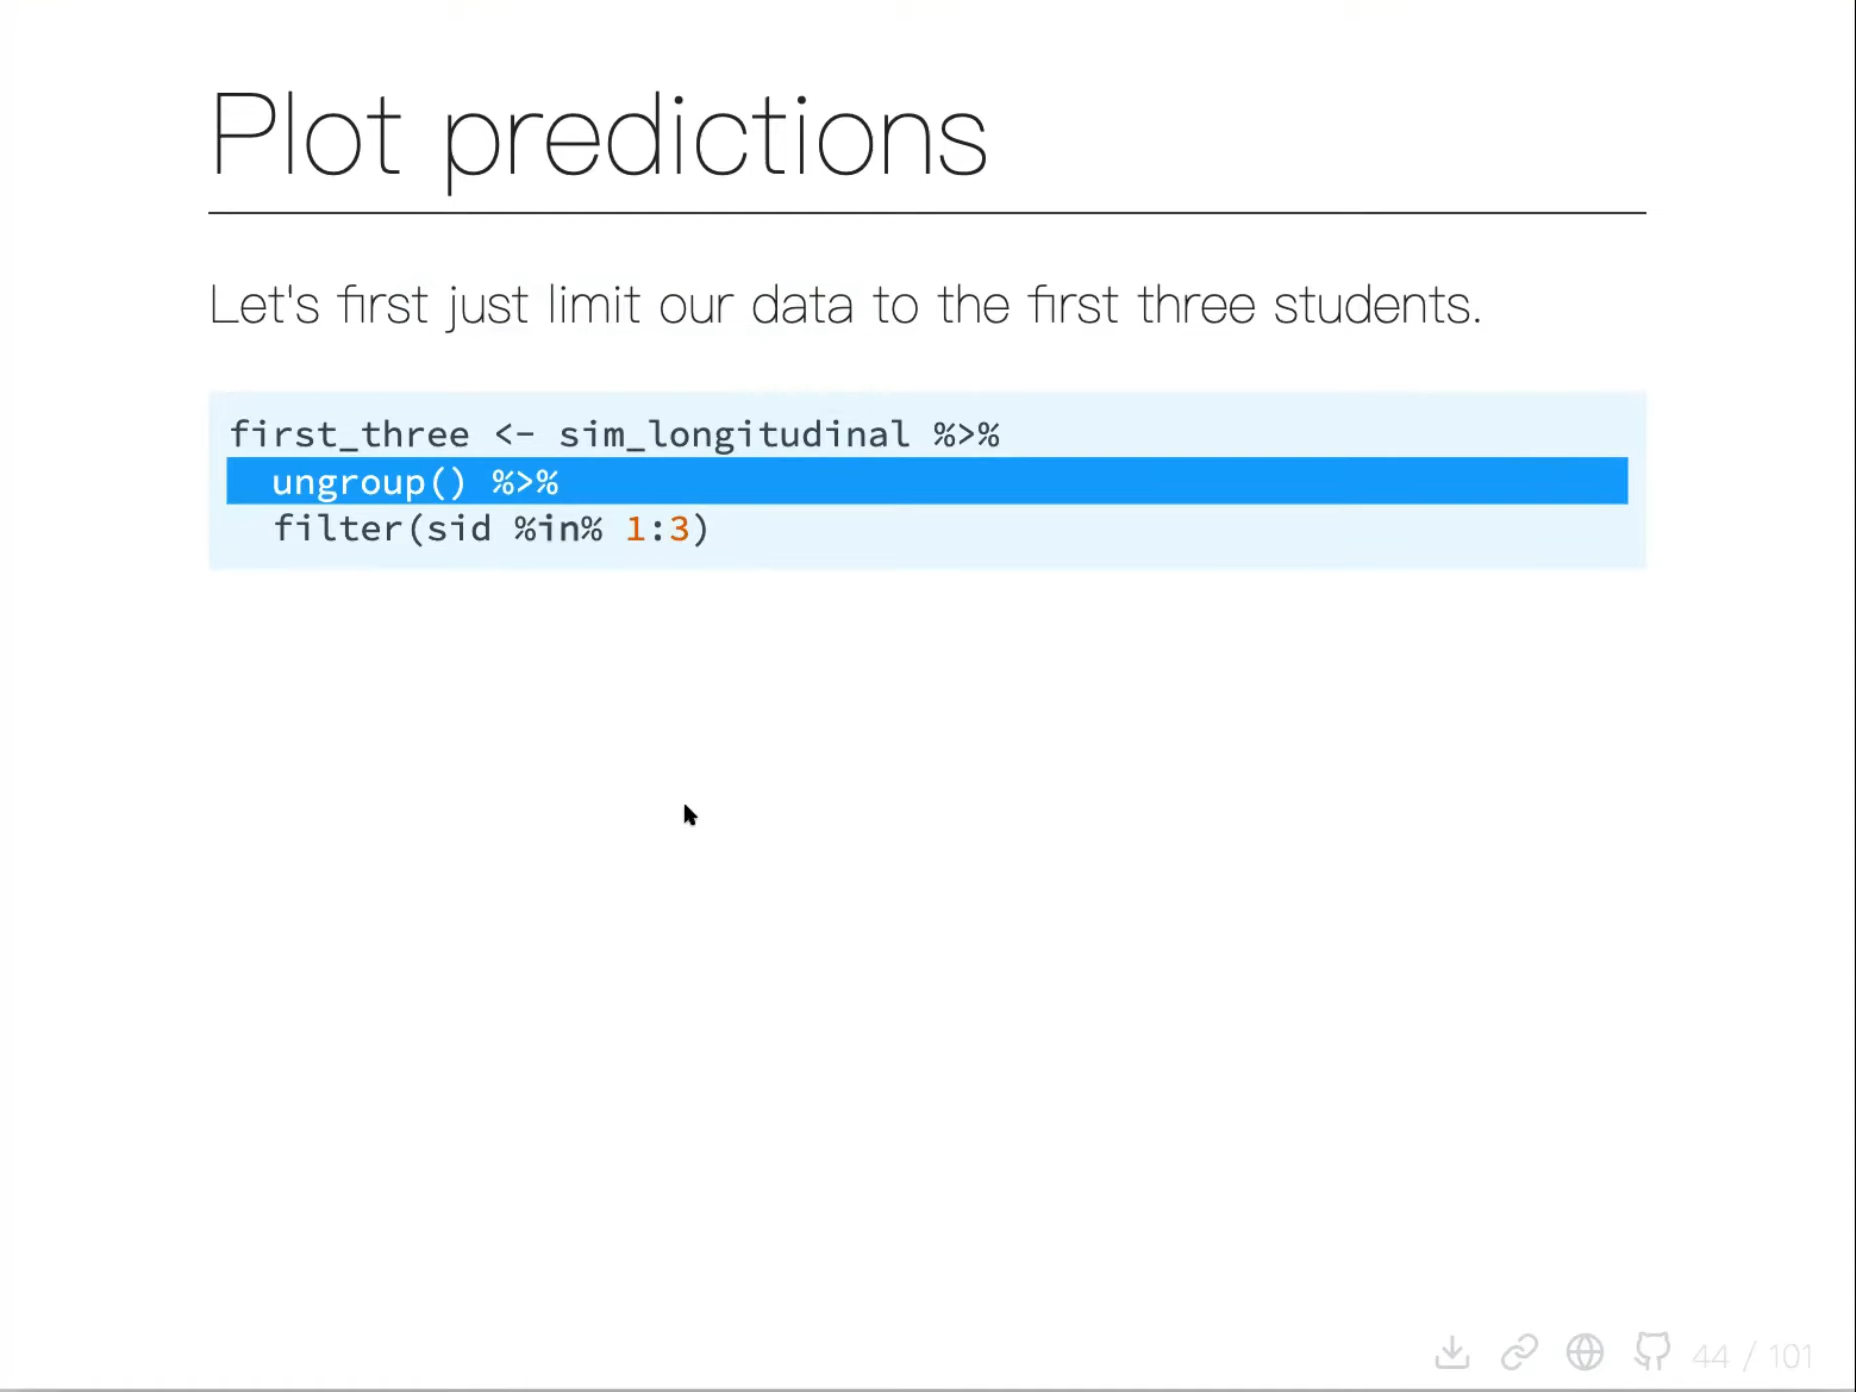 Plot predictions
Let's first just limit our data to the first three students.
first_three <- sim_longitudinal %>%
  ungroup() %>%
  filter(sid %in% 1:3)
44 / 101